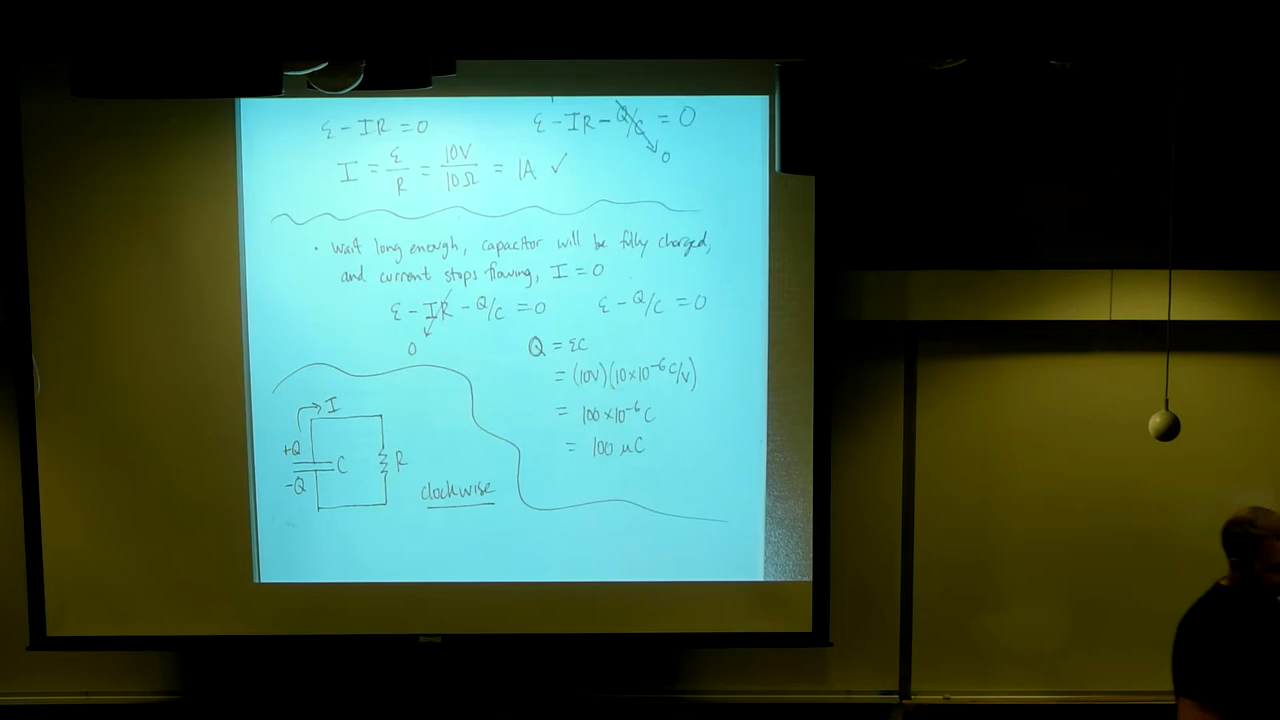 ε - IR = 0
ε - IR - Q/C = 0
0
I = ε/R = 10V/10Ω = 1A ✓
• Wait long enough, capacitor will be fully charged,
and current stops flowing, I = 0
ε - IR - Q/C = 0
0
ε - Q/C = 0
Q = εC
= (10V)(10×10⁻⁶ C/V)
= 100×10⁻⁶ C
= 100 μC
I
+Q
-Q
C
R
clockwise